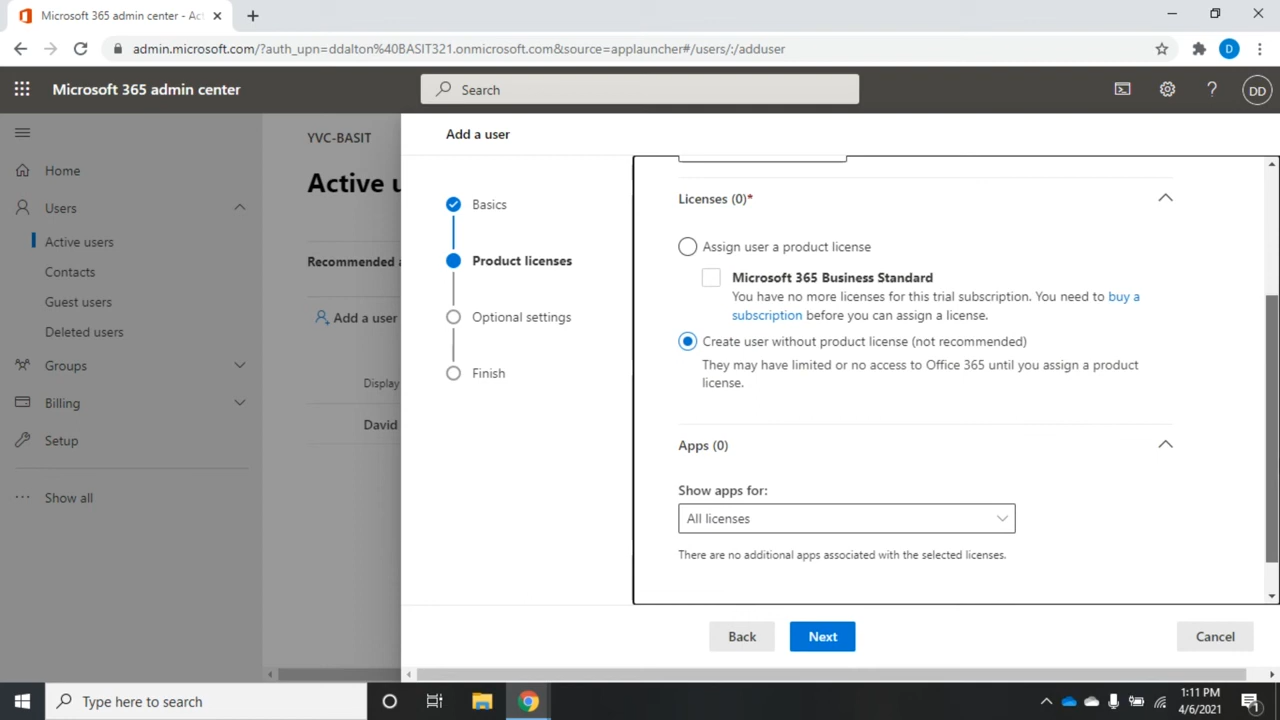 Microsoft 365 admin center - Act
admin.microsoft.com/?auth_upn=ddalton%40BASIT321.onmicrosoft.com&source=applauncher#/users/:/adduser
D
Microsoft 365 admin center
Search
DD
YVC-BASIT
Add a user
Home
Active u
Users
Active users
Contacts
Guest users
Deleted users
Groups
Billing
Setup
Show all
Recommended a
Add a user
Display
David
Basics
Product licenses
Optional settings
Finish
Licenses (0)*
Assign user a product license
Microsoft 365 Business Standard
You have no more licenses for this trial subscription. You need to buy a
subscription before you can assign a license.
Create user without product license (not recommended)
They may have limited or no access to Office 365 until you assign a product
license.
Apps (0)
Show apps for:
All licenses
There are no additional apps associated with the selected licenses.
Back
Next
Cancel
Type here to search
1:11 PM
4/6/2021
1